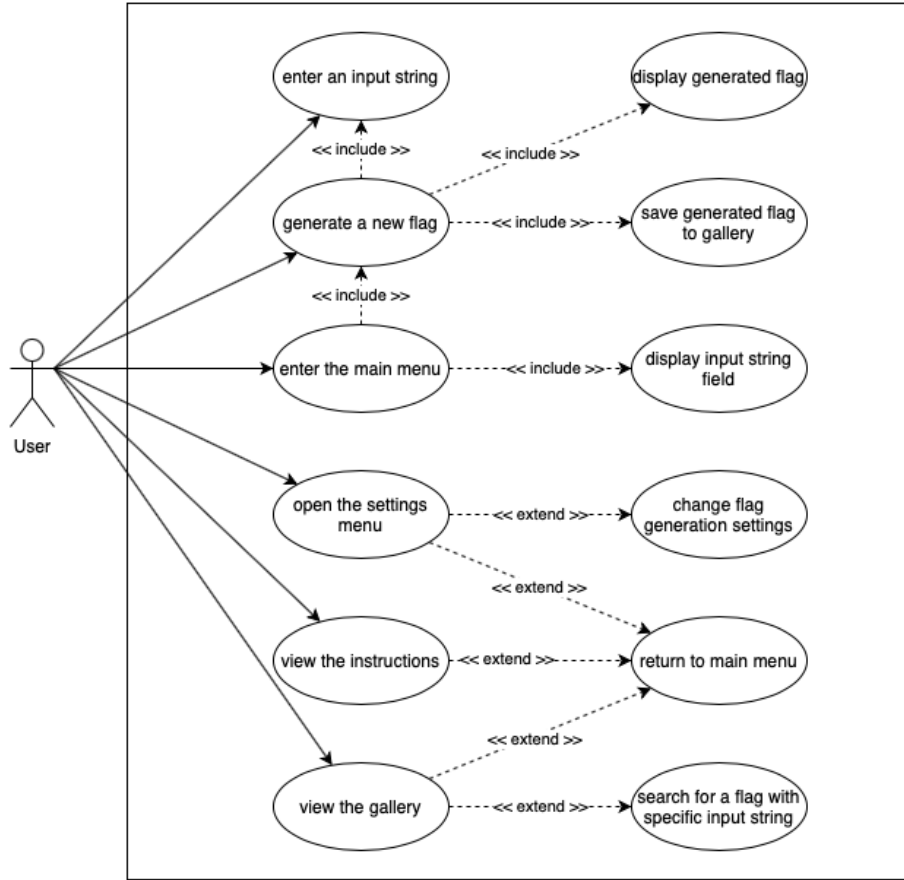 enter an input string
display generated flag
<< include >>
<< include >>
generate a new flag
<< include >>
save generated flag
to gallery
<< include >>
enter the main menu
<< include >>
display input string
field
User
open the settings
menu
<< extend >>
change flag
generation settings
<< extend >>
view the instructions
<< extend >>
return to main menu
<< extend >>
view the gallery
<< extend >>
search for a flag with
specific input string